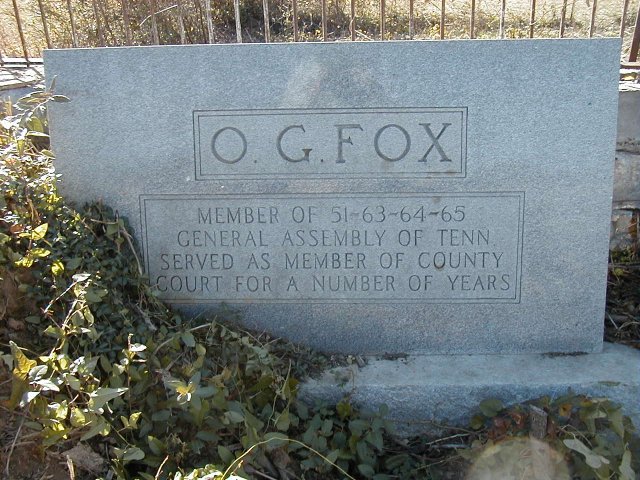 O. G. FOX
MEMBER OF 51-63-64-65
GENERAL ASSEMBLY OF TENN.
SERVED AS MEMBER OF COUNTY
COURT FOR A NUMBER OF YEARS